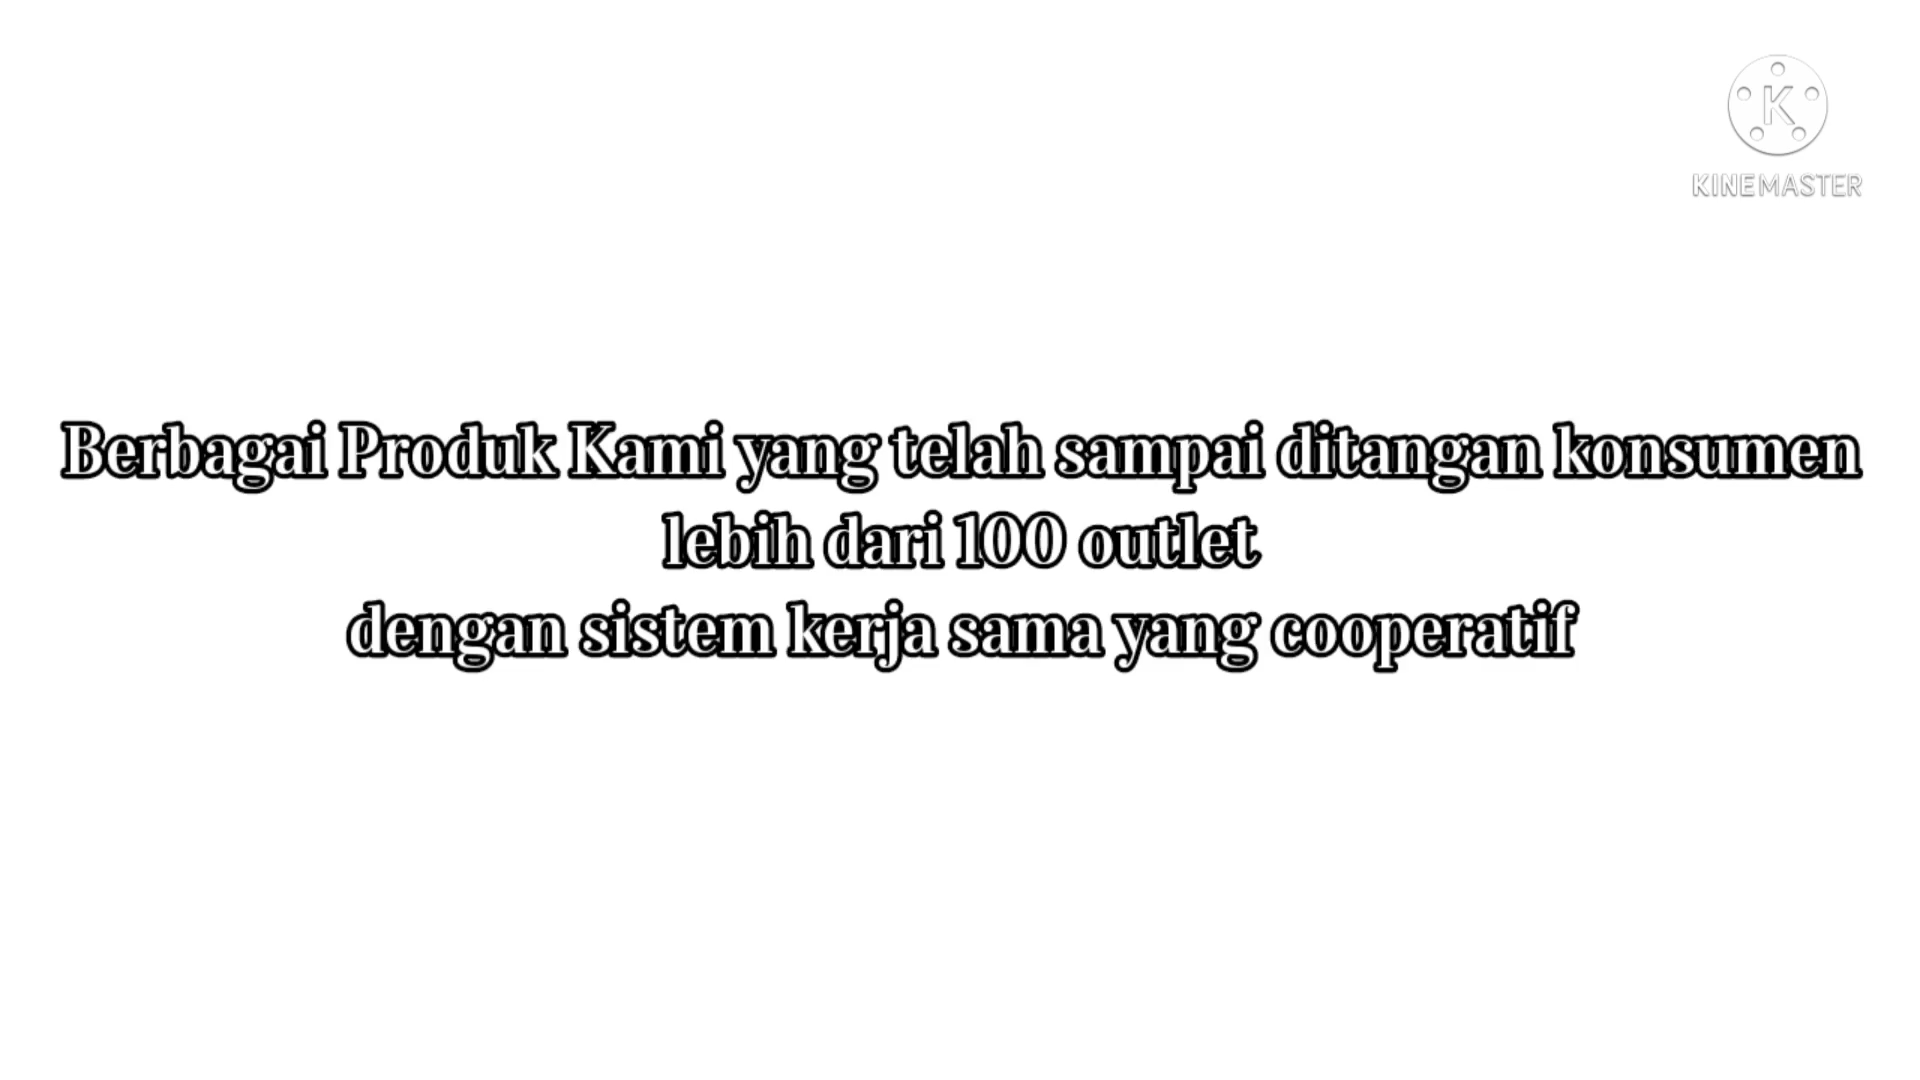 K
KINEMASTER
Berbagai Produk Kami yang telah sampai ditangan konsumen
lebih dari 100 outlet
dengan sistem kerja sama yang cooperatif